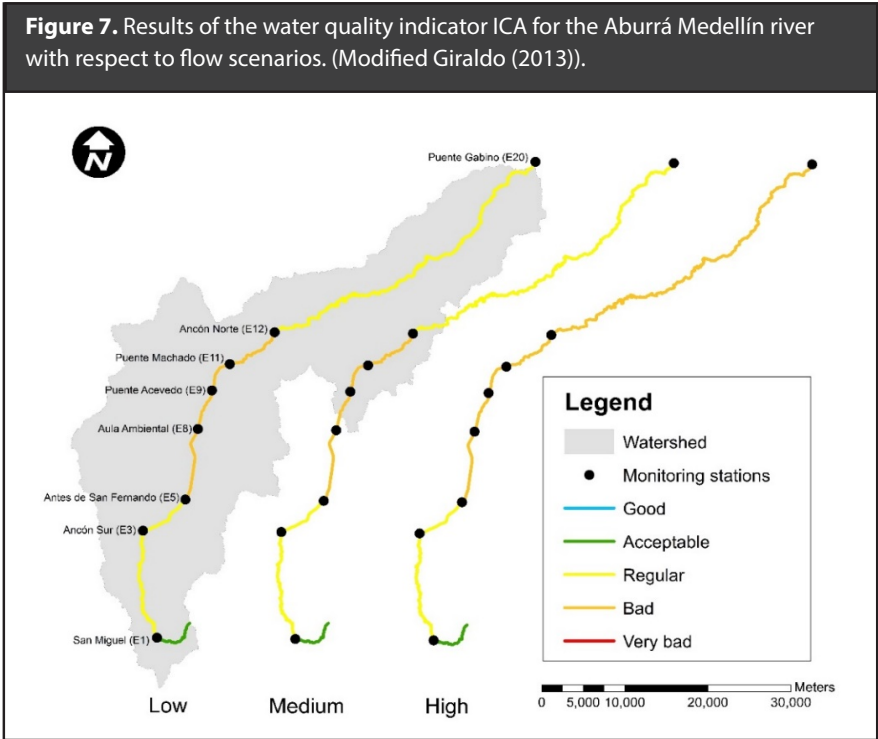 Figure 7. Results of the water quality indicator ICA for the Aburrá Medellín river
with respect to flow scenarios. (Modified Giraldo (2013)).
N
Puente Gabino (E20)
Ancón Norte (E12)
Puente Machado (E11)
Puente Acevedo (E9)
Aula Ambiental (E8)
Antes de San Fernando (E5)
Ancón Sur (E3)
San Miguel (E1)
Low
Medium
High
Legend
Watershed
Monitoring stations
Good
Acceptable
Regular
Bad
Very bad
Meters
0 5,000 10,000 20,000 30,000